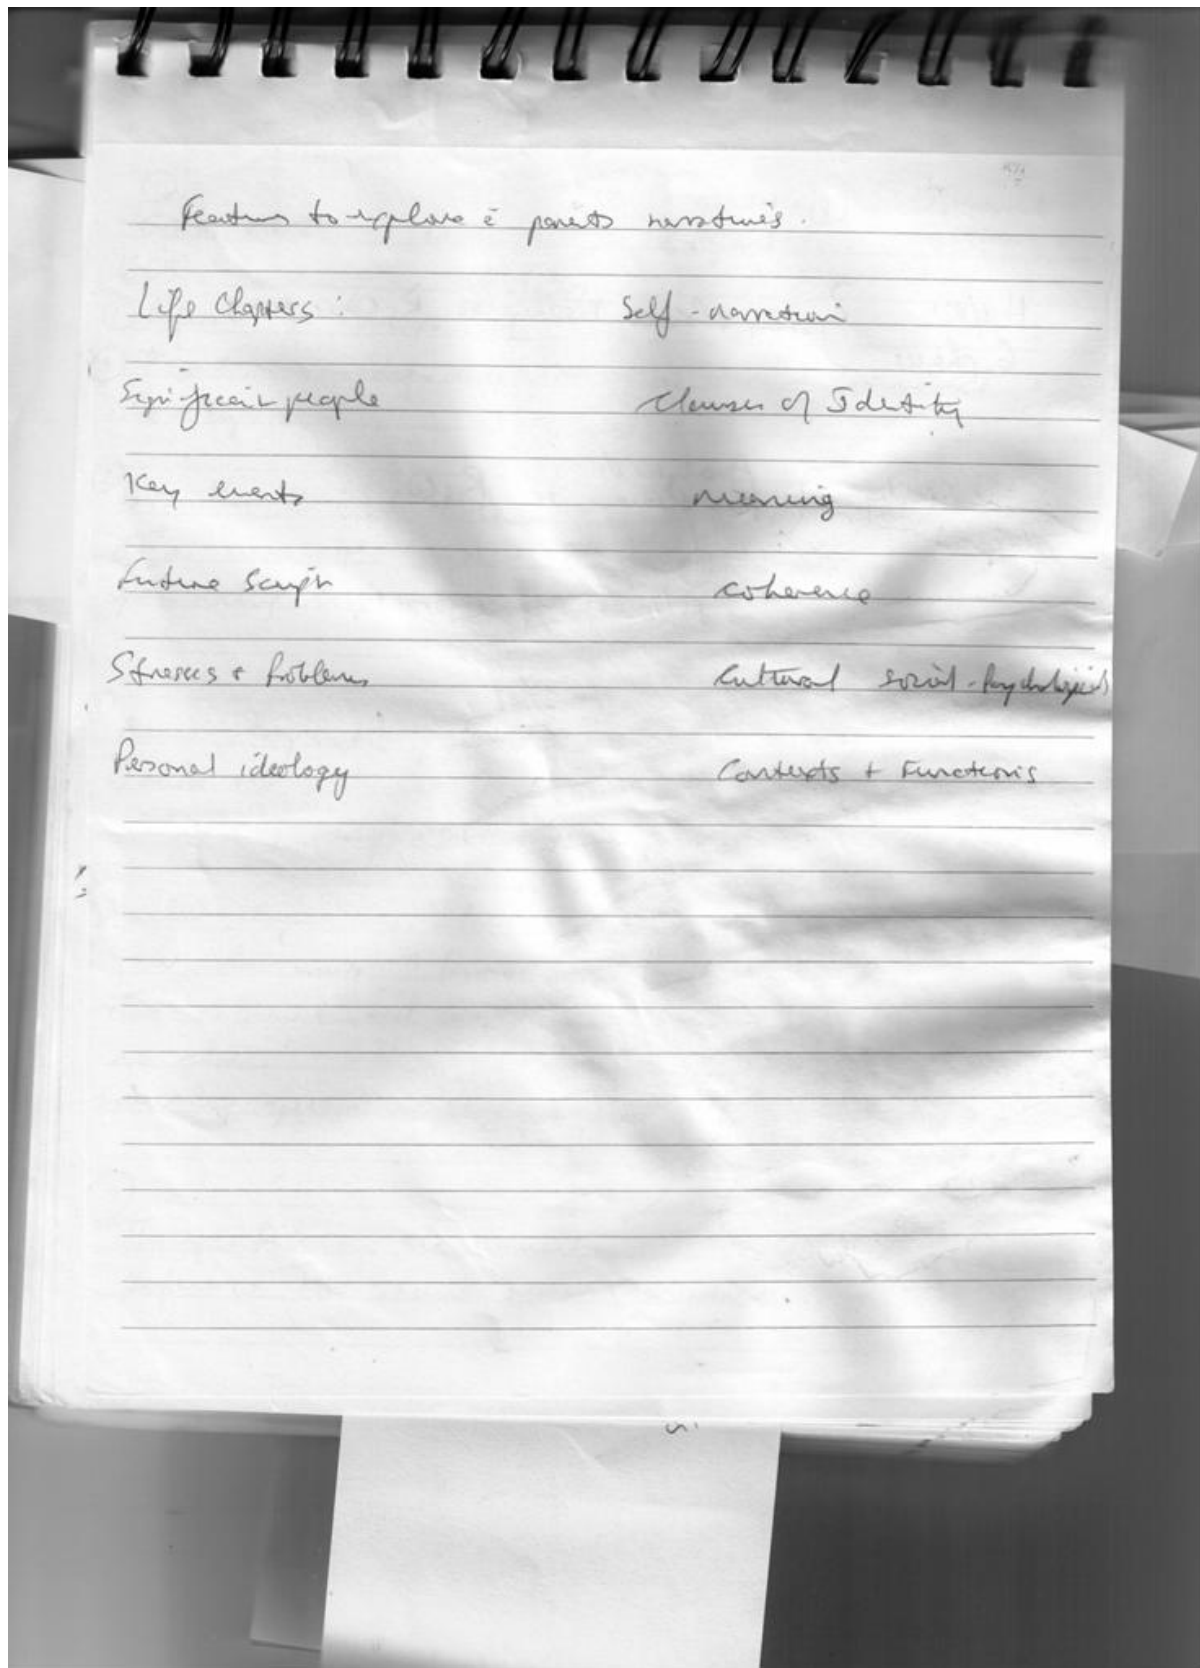 Features to explore c̄ parents narratives.
Life Chapters : Self - narration
Significant people of Identity
Key events meaning
Future Script coherence
Stresses + Problems Cultural social - Psychological
Personal ideology Contexts + Functions